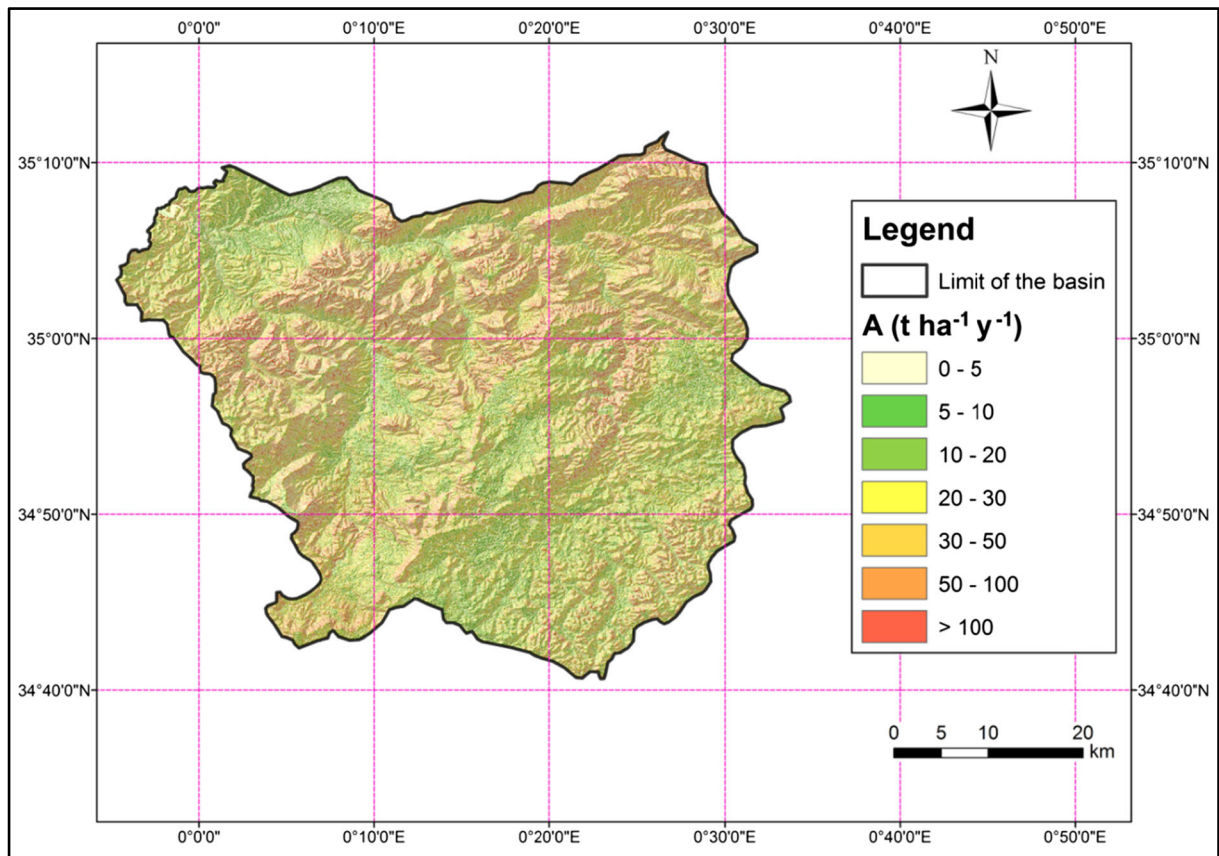 0°0'0"E 0°10'0"E 0°20'0"E 0°30'0"E 0°40'0"E 0°50'0"E
N
35°10'0"N 35°10'0"N
Legend
Limit of the basin
A (t ha⁻¹ y⁻¹)
35°0'0"N 35°0'0"N
0 - 5
5 - 10
10 - 20
20 - 30
34°50'0"N 34°50'0"N
30 - 50
50 - 100
> 100
34°40'0"N 34°40'0"N
0 5 10 20
km
0°0'0"E 0°10'0"E 0°20'0"E 0°30'0"E 0°40'0"E 0°50'0"E